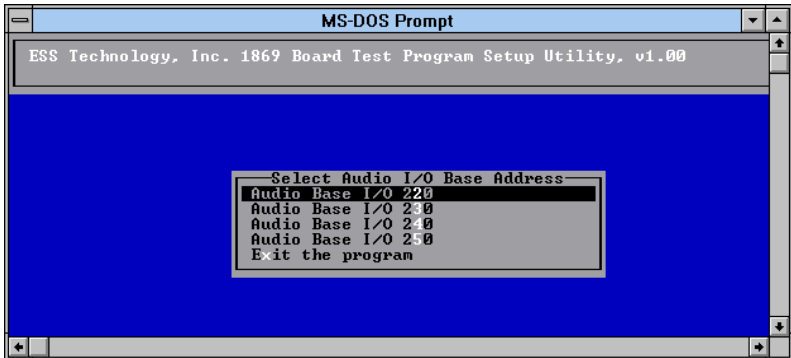 MS-DOS Prompt
ESS Technology, Inc. 1869 Board Test Program Setup Utility, v1.00
Select Audio I/O Base Address
Audio Base I/O 220
Audio Base I/O 230
Audio Base I/O 240
Audio Base I/O 250
Exit the program